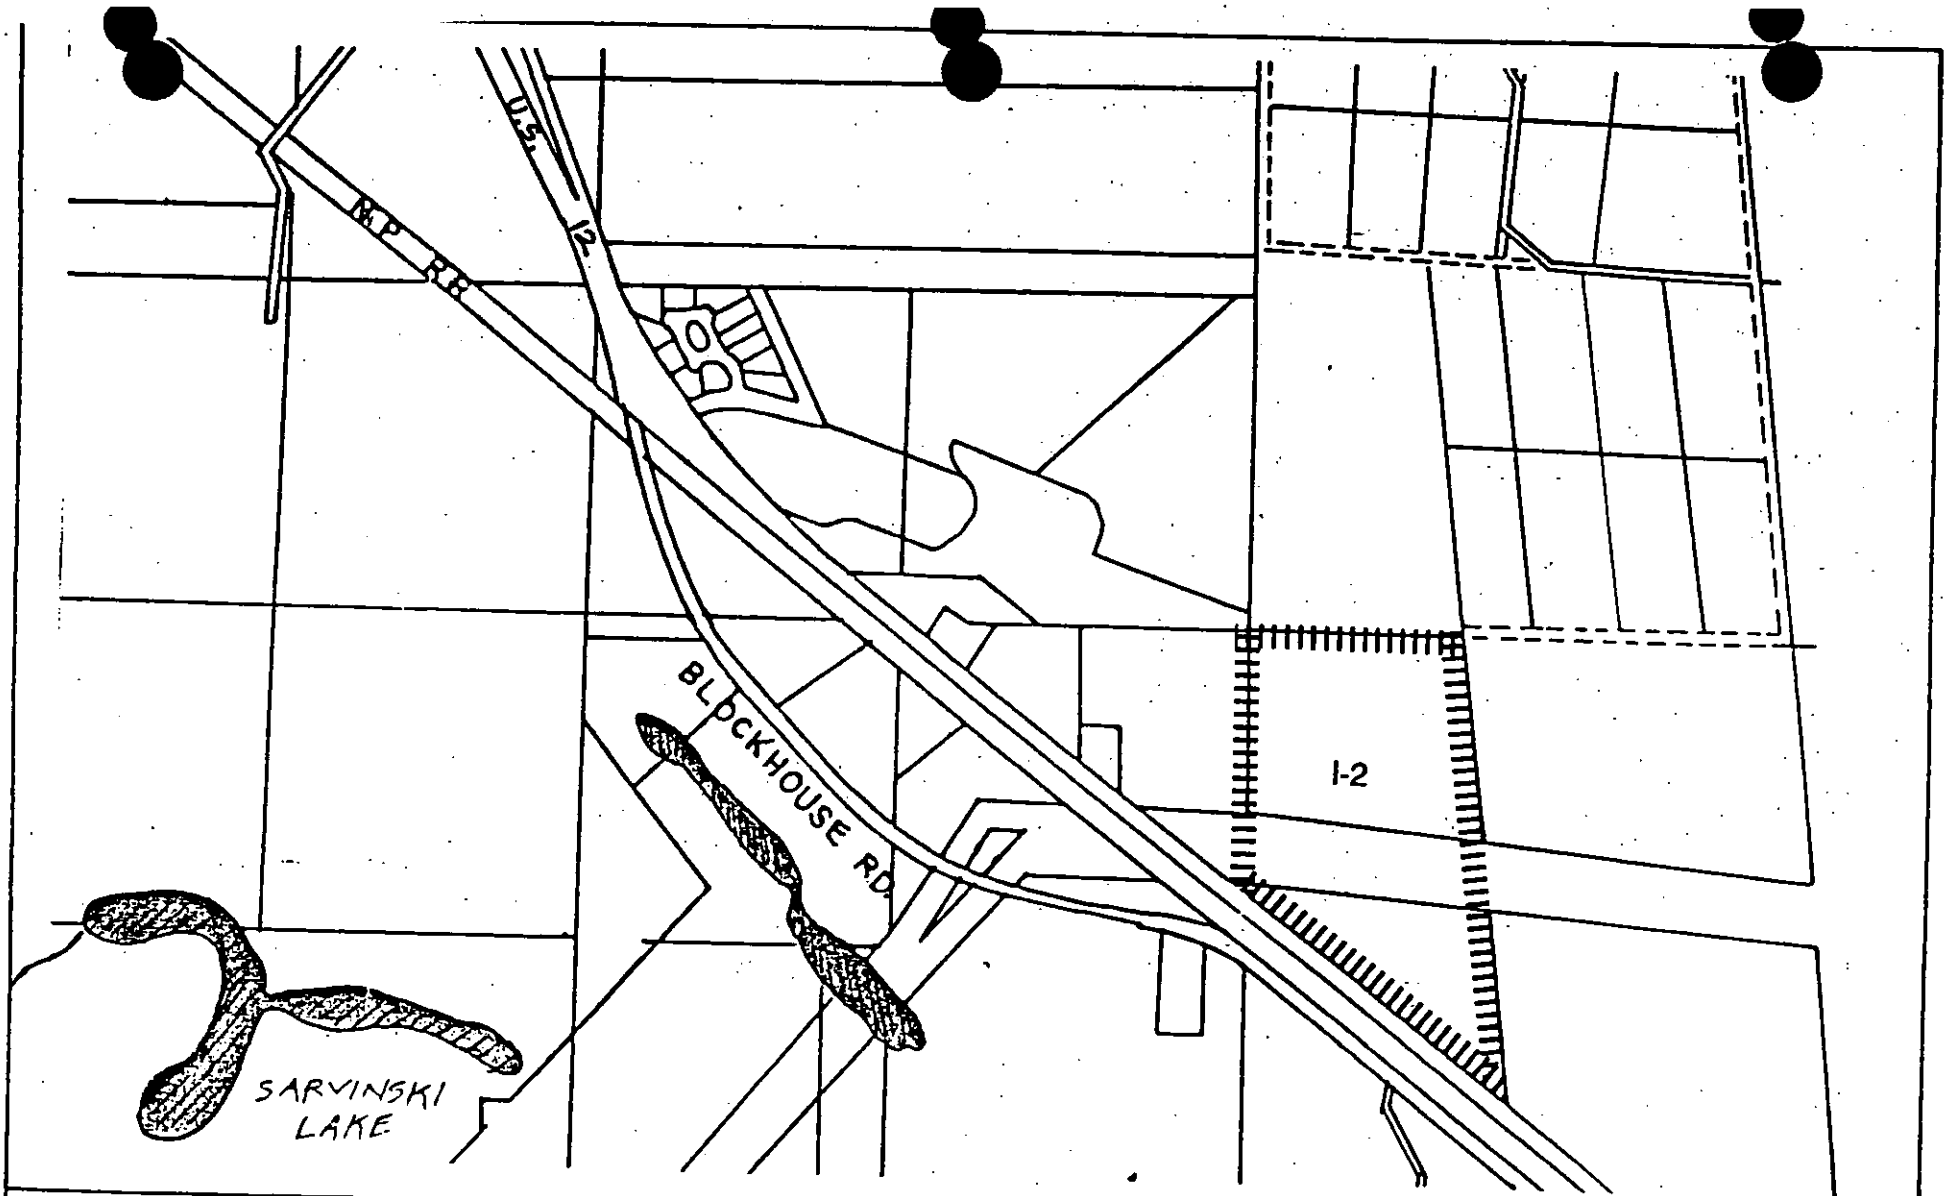 U.S. 12
N. P. RR
BLOCKHOUSE RD.
I-2
SARVINSKI
LAKE